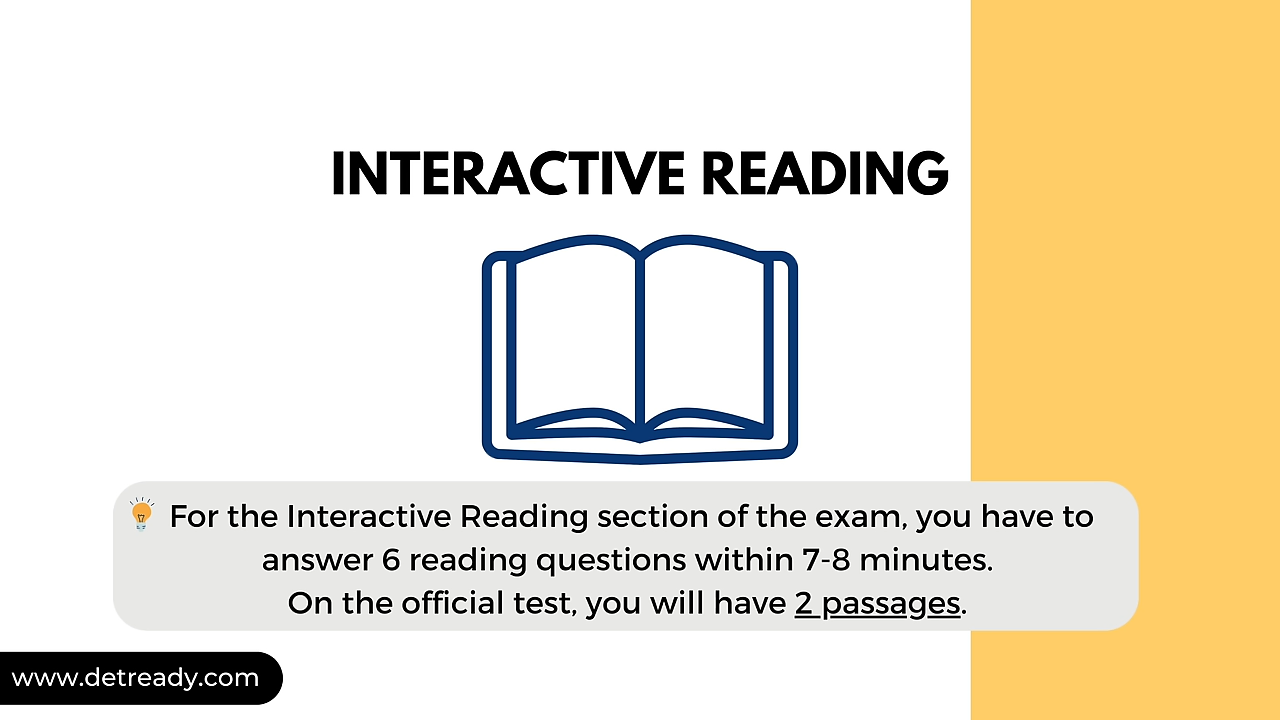 INTERACTIVE READING
For the Interactive Reading section of the exam, you have to
answer 6 reading questions within 7-8 minutes.
On the official test, you will have 2 passages.
www.detready.com